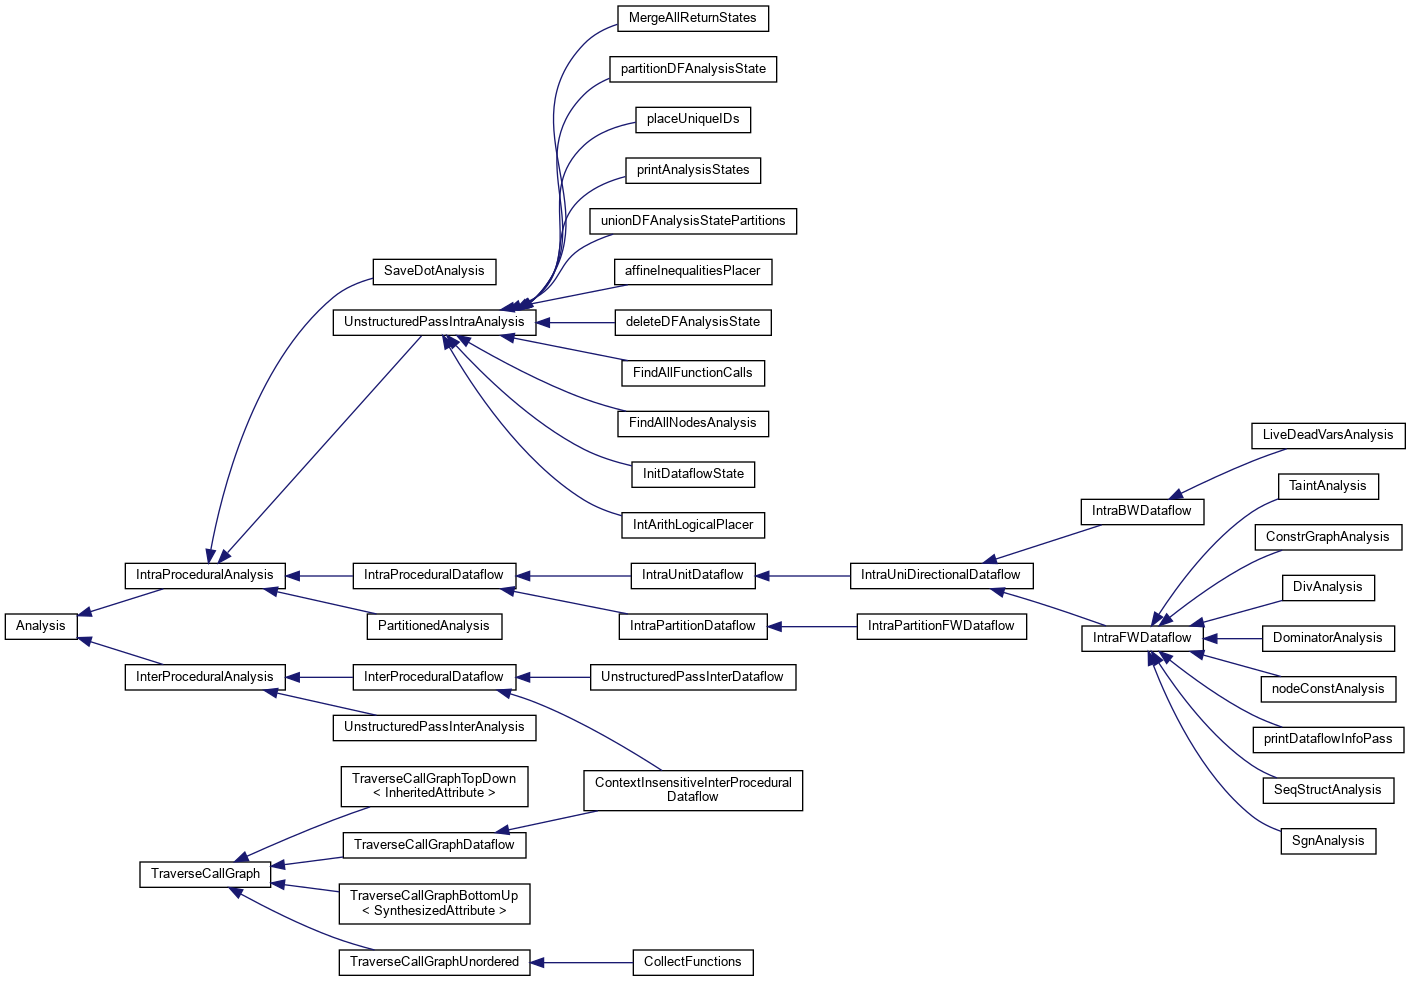 MergeAllReturnStates
partitionDFAnalysisState
placeUniqueIDs
printAnalysisStates
unionDFAnalysisStatePartitions
SaveDotAnalysis
affineInequalitiesPlacer
UnstructuredPassIntraAnalysis
deleteDFAnalysisState
FindAllFunctionCalls
FindAllNodesAnalysis
LiveDeadVarsAnalysis
InitDataflowState
TaintAnalysis
IntraBWDataflow
IntArithLogicalPlacer
ConstrGraphAnalysis
IntraProceduralAnalysis
IntraProceduralDataflow
IntraUnitDataflow
IntraUniDirectionalDataflow
DivAnalysis
Analysis
PartitionedAnalysis
IntraPartitionDataflow
IntraPartitionFWDataflow
IntraFWDataflow
DominatorAnalysis
InterProceduralAnalysis
InterProceduralDataflow
UnstructuredPassInterDataflow
nodeConstAnalysis
UnstructuredPassInterAnalysis
printDataflowInfoPass
TraverseCallGraphTopDown
< InheritedAttribute >
ContextInsensitiveInterProcedural
Dataflow
SeqStructAnalysis
TraverseCallGraphDataflow
SgnAnalysis
TraverseCallGraph
TraverseCallGraphBottomUp
< SynthesizedAttribute >
TraverseCallGraphUnordered
CollectFunctions